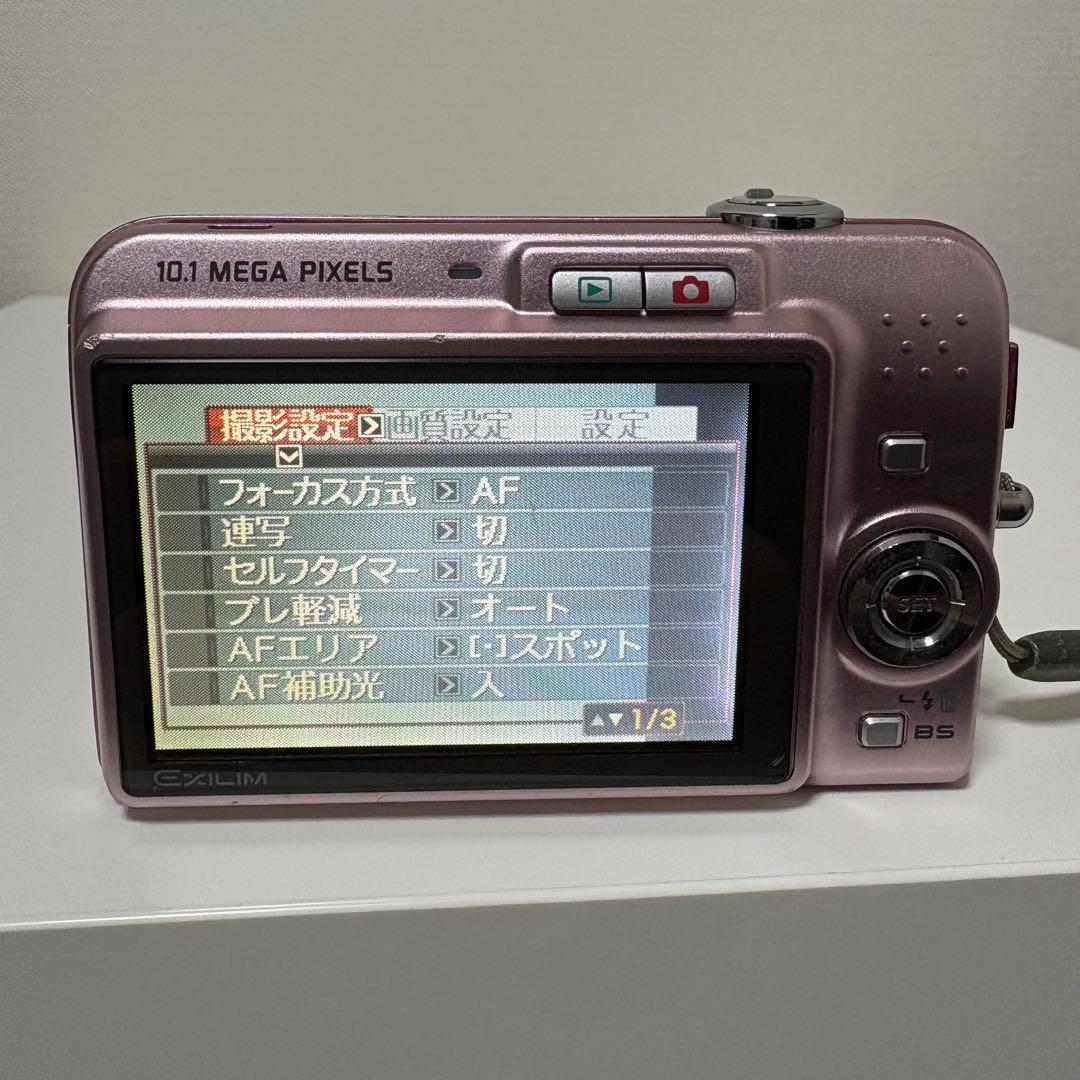 10.1 MEGA PIXELS
撮影設定 画質設定 設定
フォーカス方式 AF
連写 切
セルフタイマー 切
ブレ軽減 オート
AFエリア [·]スポット
AF補助光 入
▲▼1/3
SET
BS
EXILIM